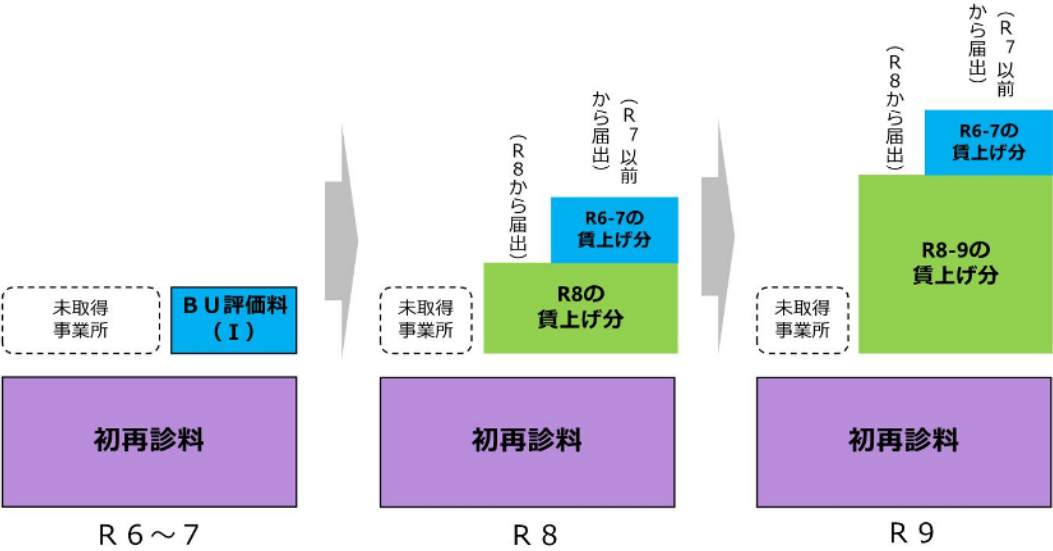 未取得
事業所
ＢＵ評価料
（Ⅰ）
初再診料
Ｒ６～７
（Ｒ８から届出）
（Ｒ７以前
から届出）
R6-7の
賃上げ分
未取得
事業所
R8の
賃上げ分
初再診料
Ｒ８
（Ｒ８から届出）
（Ｒ７以前
から届出）
R6-7の
賃上げ分
未取得
事業所
R8-9の
賃上げ分
初再診料
Ｒ９